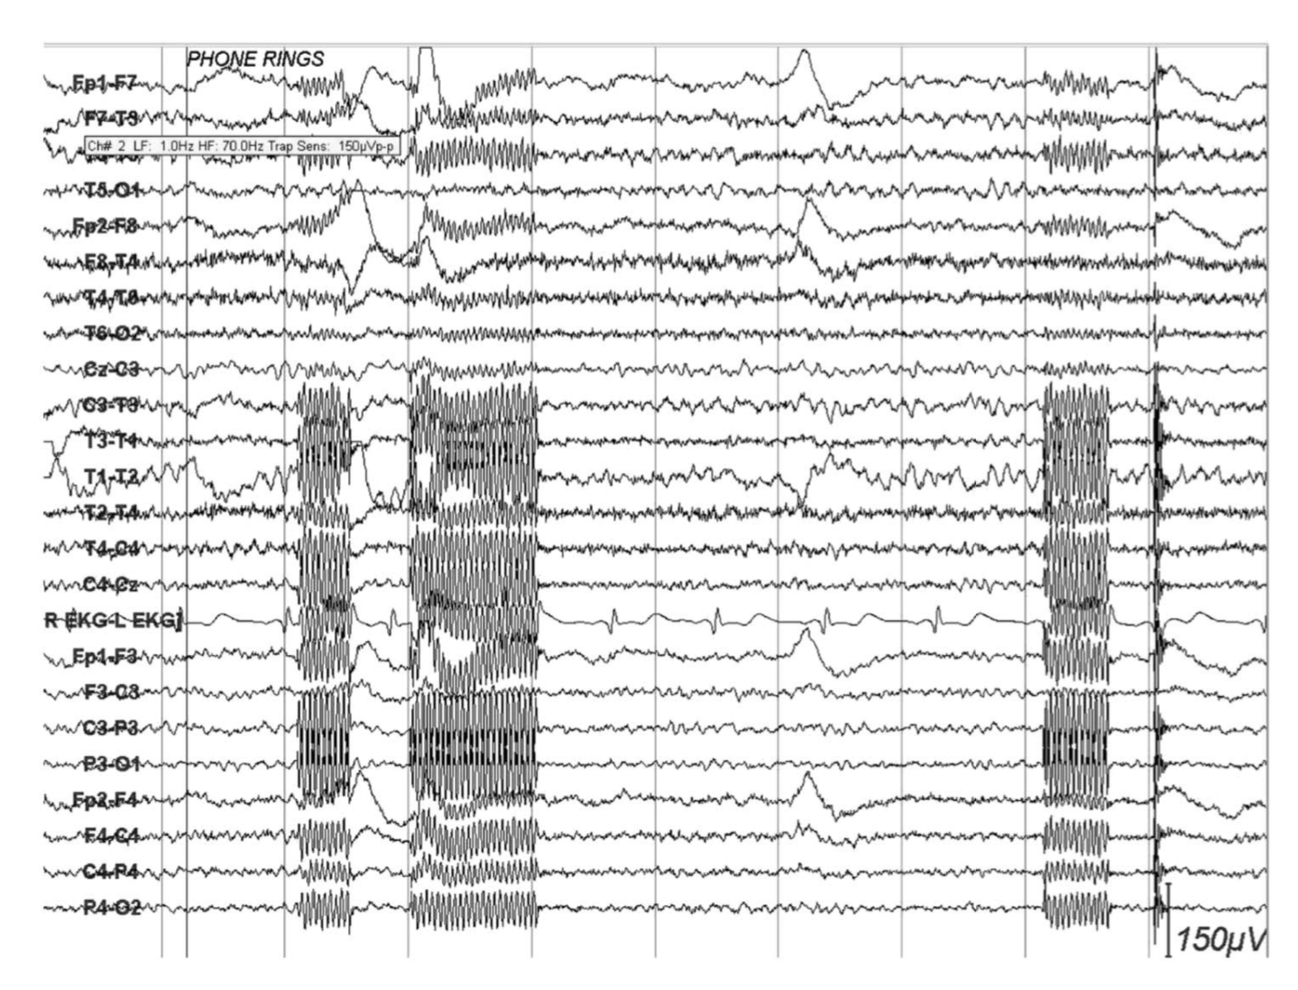 PHONE RINGS
Fp1-F7
F7-T3
Ch# 2 LF: 1.0Hz HF: 70.0Hz Trap Sens: 150µVp-p
T5-O1
Fp2-F8
F8-T4
T4-T6
T6-O2
Cz-C3
C3-T3
T3-T1
T1-T2
T2-T4
T4-C4
C4-Cz
R EKG-L EKG]
Fp1-F3
F3-C3
C3-P3
P3-O1
Fp2-F4
F4-C4
C4-P4
P4-O2
150µV